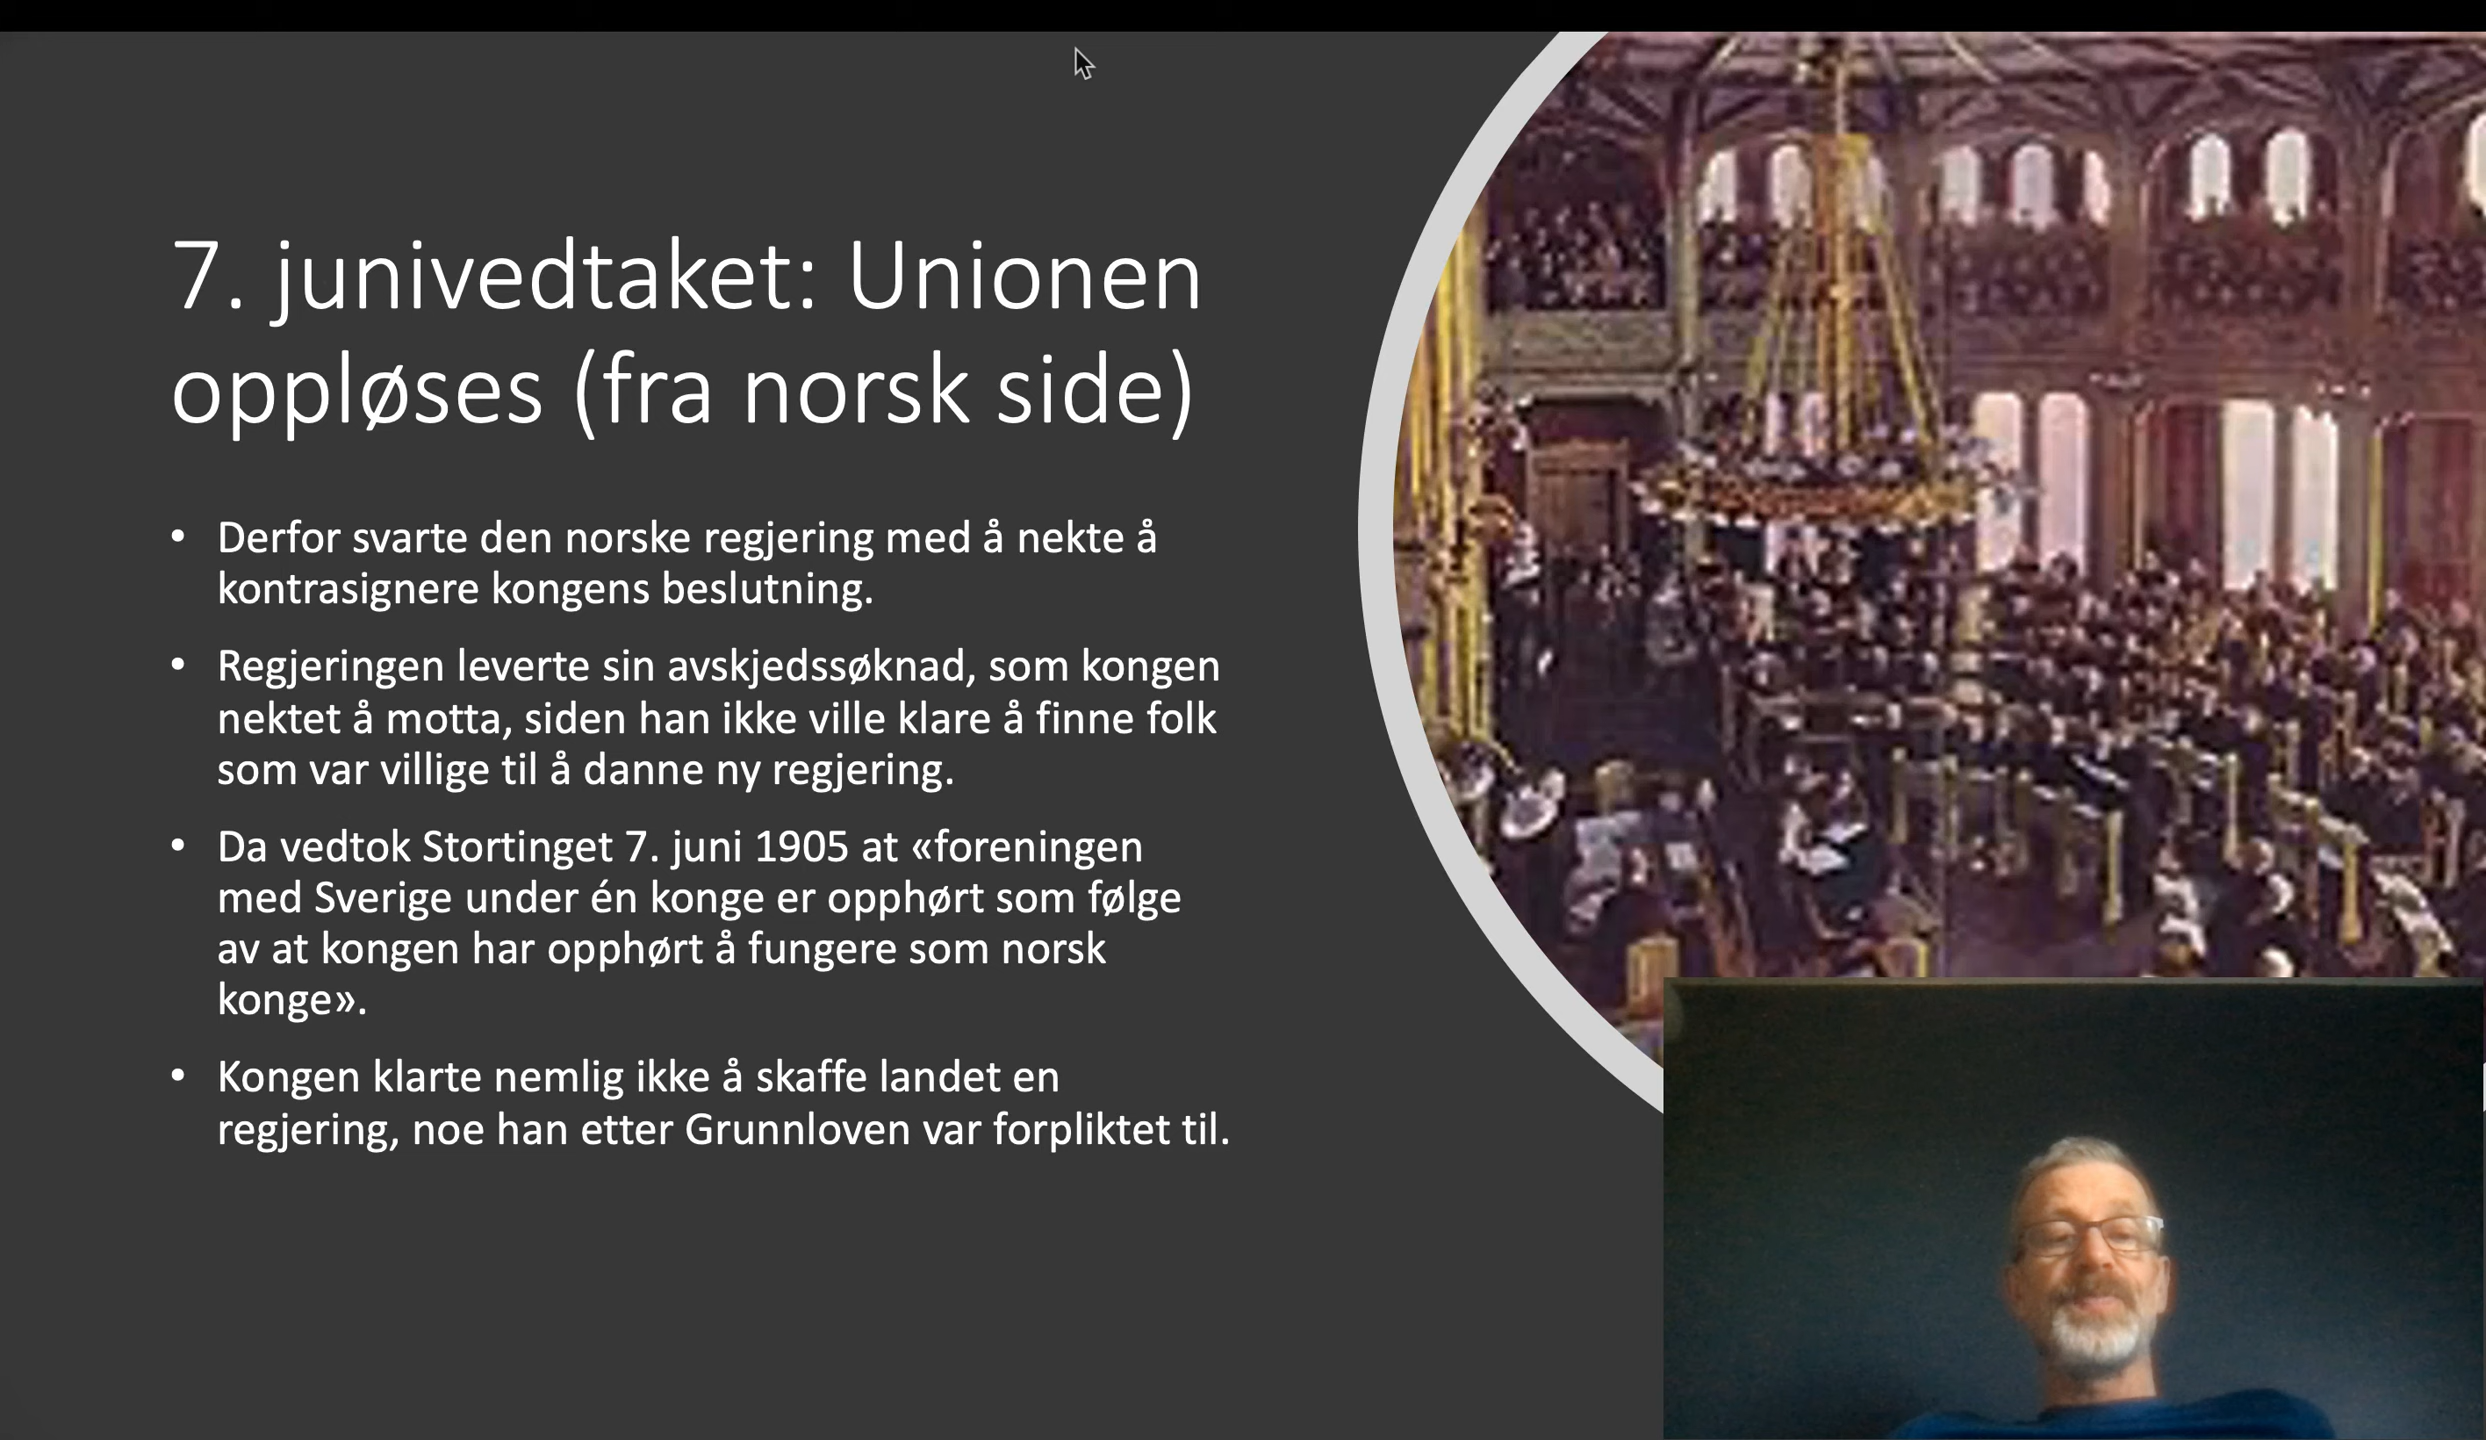 7. junivedtaket: Unionen
oppløses (fra norsk side)
• Derfor svarte den norske regjering med å nekte å
kontrasignere kongens beslutning.
• Regjeringen leverte sin avskjedssøknad, som kongen
nektet å motta, siden han ikke ville klare å finne folk
som var villige til å danne ny regjering.
• Da vedtok Stortinget 7. juni 1905 at «foreningen
med Sverige under én konge er opphørt som følge
av at kongen har opphørt å fungere som norsk
konge».
• Kongen klarte nemlig ikke å skaffe landet en
regjering, noe han etter Grunnloven var forpliktet til.